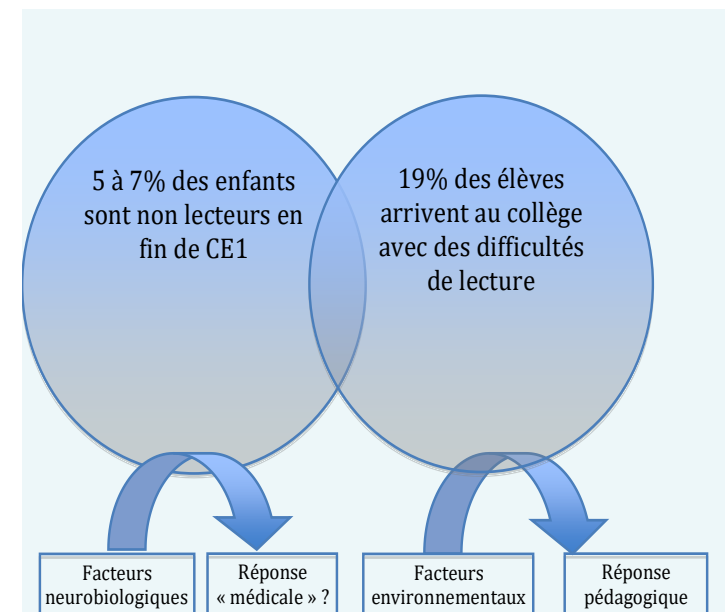 5 à 7% des enfants
sont non lecteurs en
fin de CE1
19% des élèves
arrivent au collège
avec des difficultés
de lecture
Facteurs
neurobiologiques
Réponse
« médicale » ?
Facteurs
environnementaux
Réponse
pédagogique